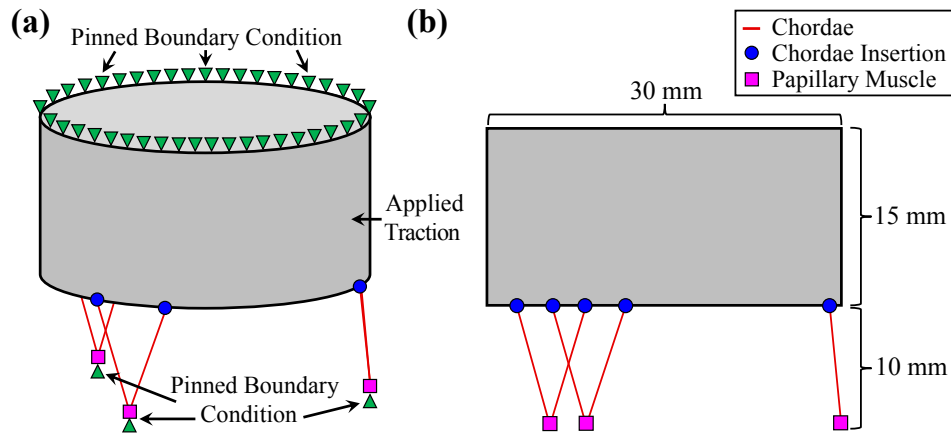 (a)
Pinned Boundary Condition
Applied
Traction
Pinned Boundary
Condition
(b)
Chordae
Chordae Insertion
Papillary Muscle
30 mm
15 mm
10 mm